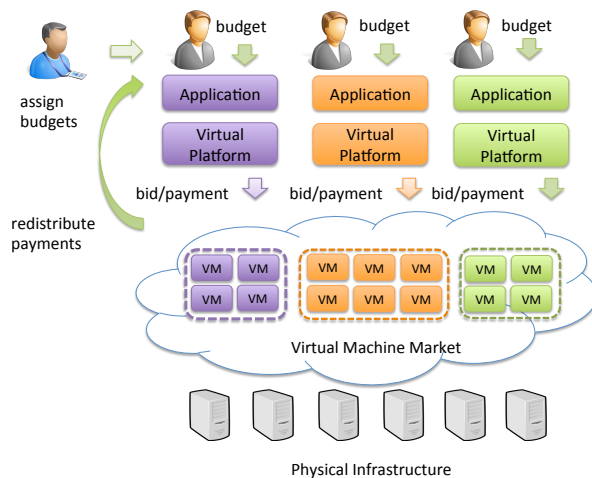 budget
budget
budget
assign
budgets
Application
Application
Application
Virtual
Platform
Virtual
Platform
Virtual
Platform
bid/payment
bid/payment
bid/payment
redistribute
payments
VM VM
VM VM VM
VM VM
VM VM
VM VM VM
VM VM
Virtual Machine Market
Physical Infrastructure